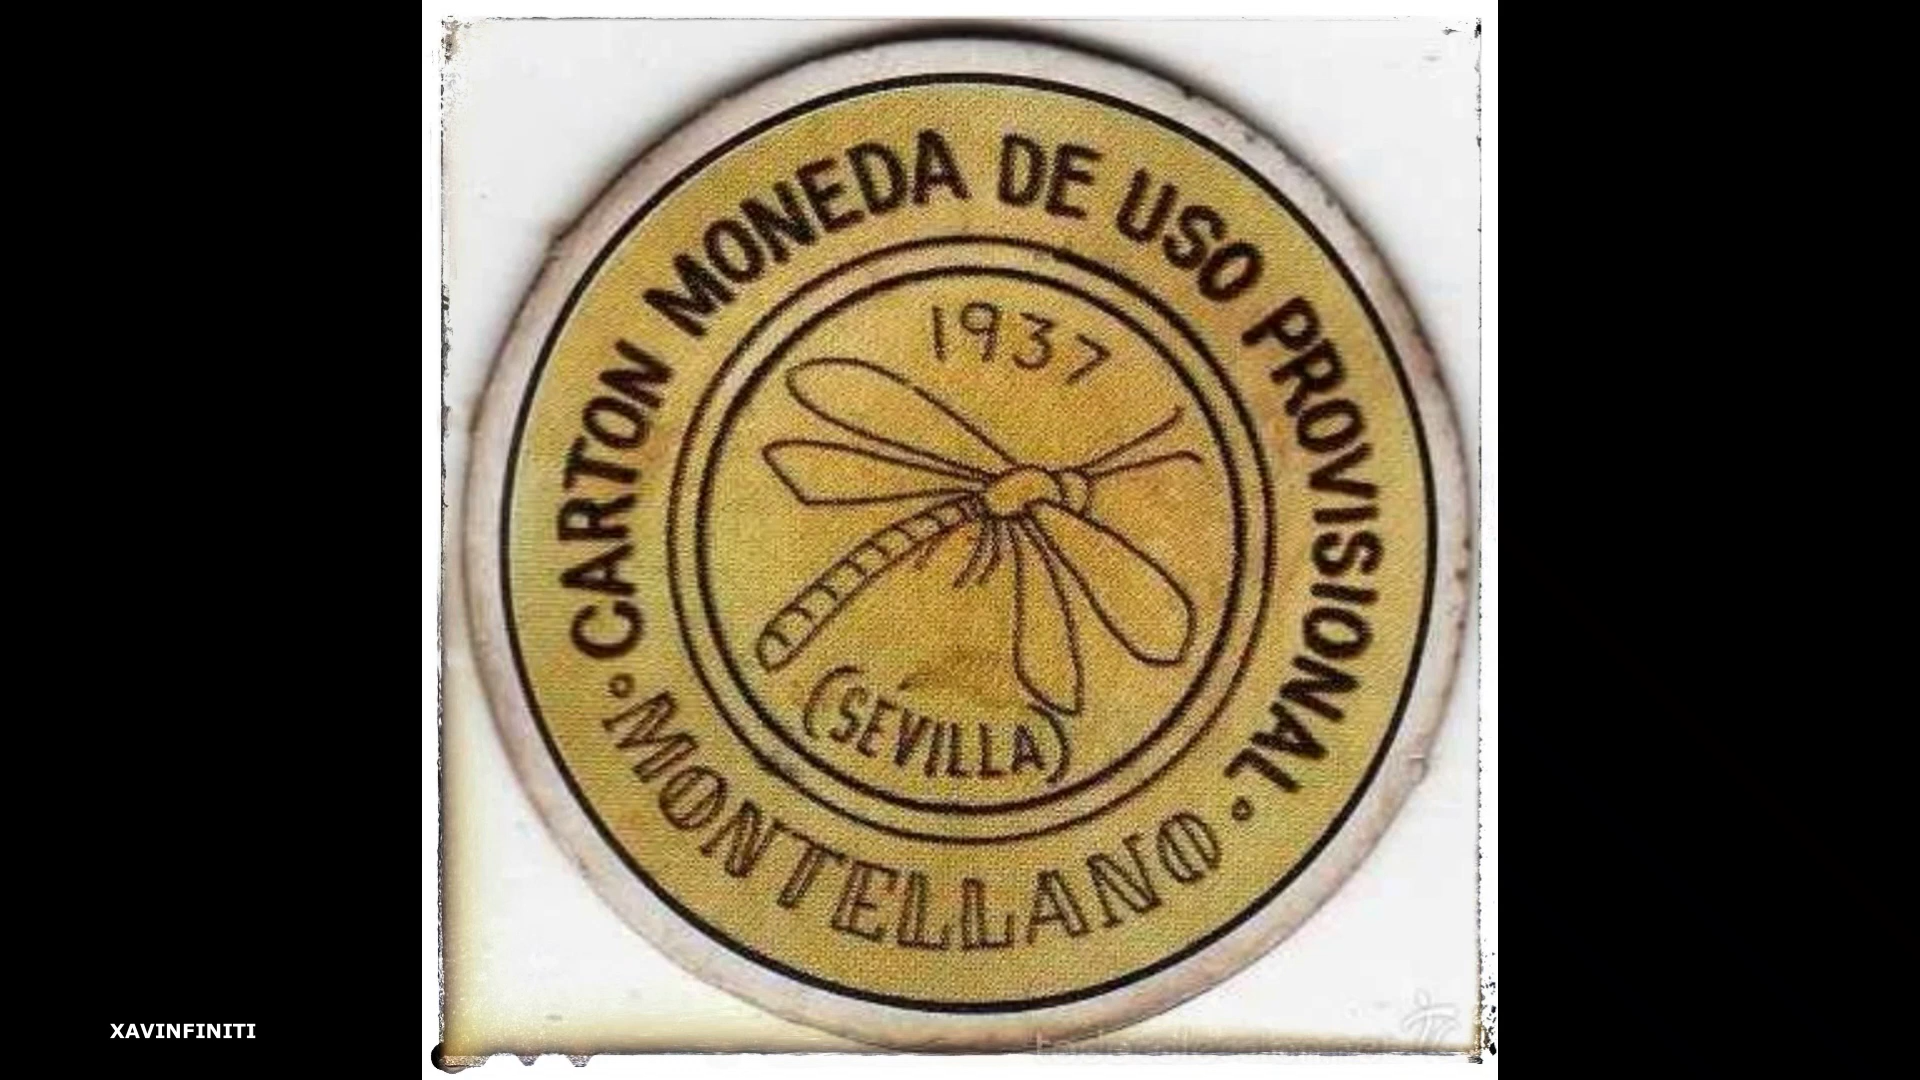 CARTON MONEDA DE USO PROVISIONAL
1937
(SEVILLA)
MONTELLANO
XAVINFINITI